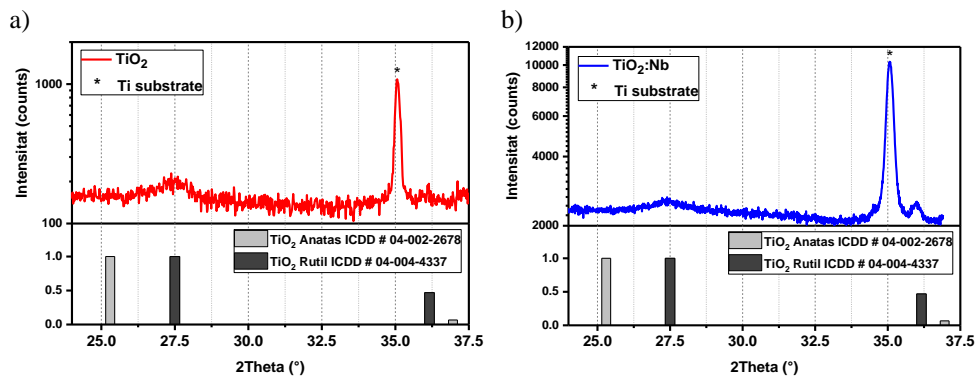 a)
TiO₂
* Ti substrate
*
1000
100
Intensitat (counts)
TiO₂ Anatas ICDD # 04-002-2678
TiO₂ Rutil ICDD # 04-004-4337
1.0
0.5
0.0
25.0 27.5 30.0 32.5 35.0 37.5
2Theta (°)
b)
TiO₂:Nb
* Ti substrate
*
12000
10000
8000
6000
4000
2000
Intensitat (counts)
TiO₂ Anatas ICDD # 04-002-2678
TiO₂ Rutil ICDD # 04-004-4337
1.0
0.5
0.0
25.0 27.5 30.0 32.5 35.0 37.5
2Theta (°)